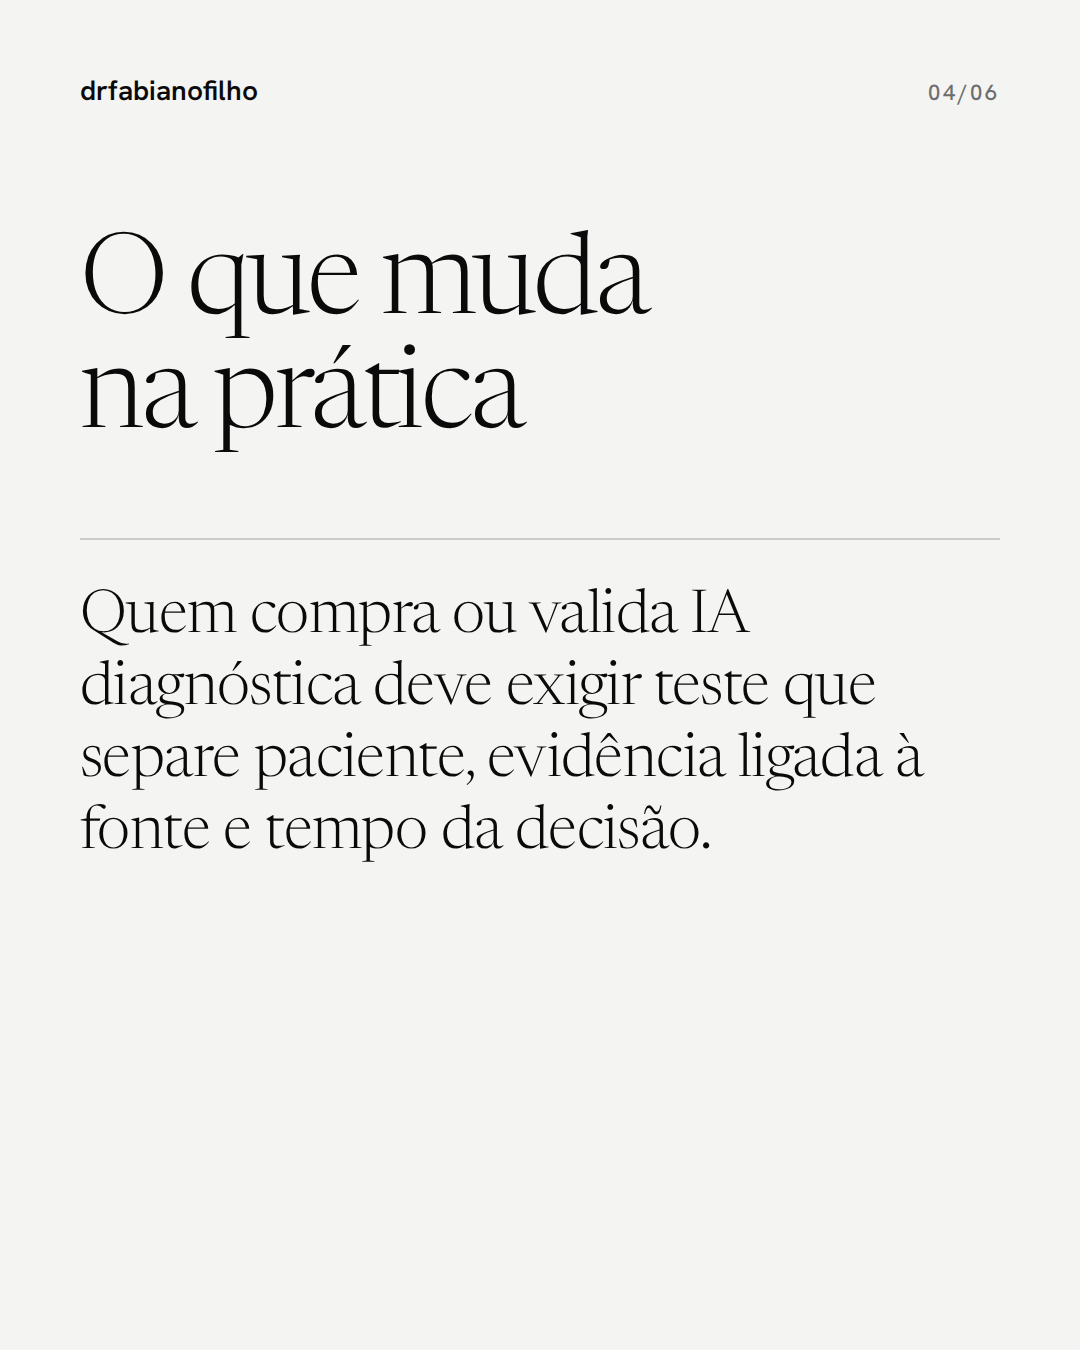 drfabianofilho
04/06
O que muda
na prática
Quem compra ou valida IA
diagnóstica deve exigir teste que
separe paciente, evidência ligada à
fonte e tempo da decisão.